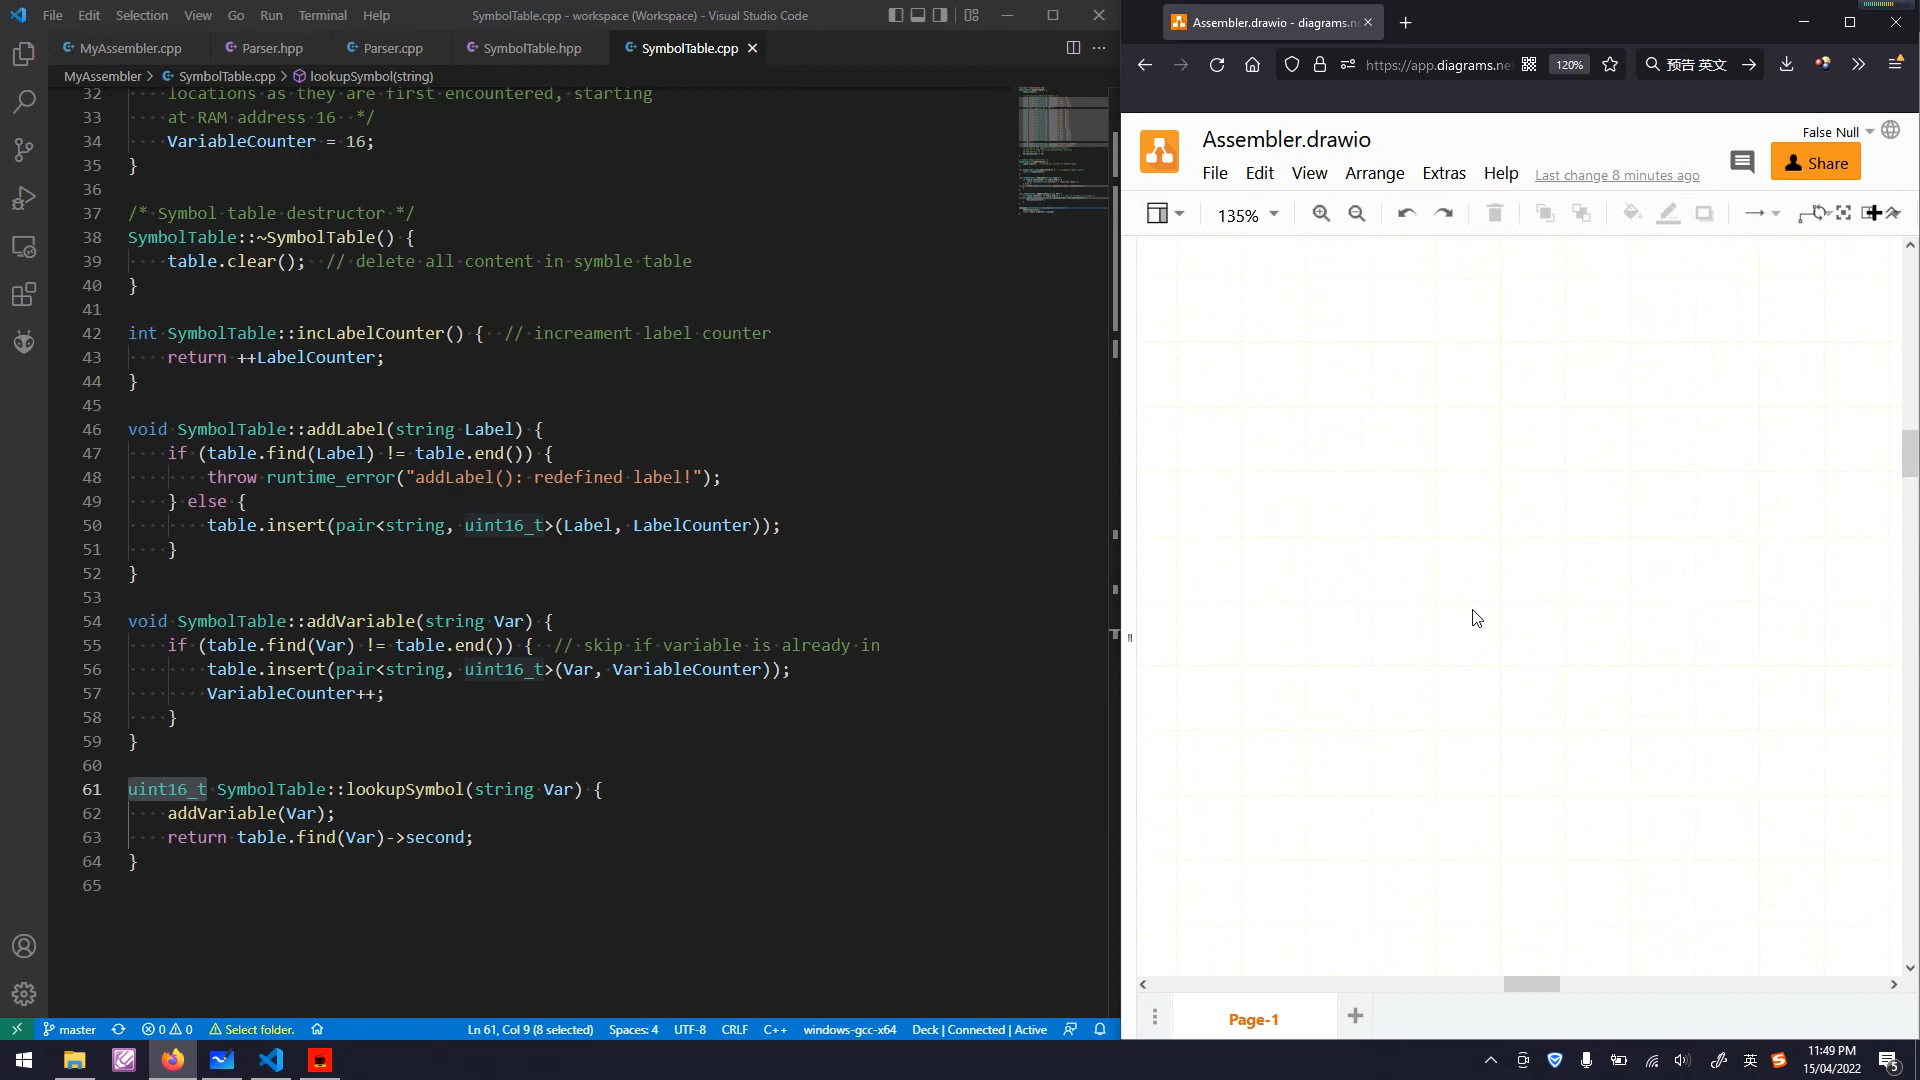 File Edit Selection View Go Run Terminal Help
SymbolTable.cpp - workspace (Workspace) - Visual Studio Code
MyAssembler.cpp Parser.hpp Parser.cpp SymbolTable.hpp SymbolTable.cpp
MyAssembler > SymbolTable.cpp > lookupSymbol(string)
32 locations as they are first encountered, starting
33 at RAM address 16 */
34 VariableCounter = 16;
35 }
36
37 /* Symbol table destructor */
38 SymbolTable::~SymbolTable() {
39 table.clear(); // delete all content in symble table
40 }
41
42 int SymbolTable::incLabelCounter() { // increament label counter
43 return ++LabelCounter;
44 }
45
46 void SymbolTable::addLabel(string Label) {
47 if (table.find(Label) != table.end()) {
48 throw runtime_error("addLabel(): redefined label!");
49 } else {
50 table.insert(pair<string, uint16_t>(Label, LabelCounter));
51 }
52 }
53
54 void SymbolTable::addVariable(string Var) {
55 if (table.find(Var) != table.end()) { // skip if variable is already in
56 table.insert(pair<string, uint16_t>(Var, VariableCounter));
57 VariableCounter++;
58 }
59 }
60
61 uint16_t SymbolTable::lookupSymbol(string Var) {
62 addVariable(Var);
63 return table.find(Var)->second;
64 }
65
master 0 0 Select folder. Ln 61, Col 9 (8 selected) Spaces: 4 UTF-8 CRLF C++ windows-gcc-x64 Deck | Connected | Active
Assembler.drawio - diagrams.n
https://app.diagrams.ne 120% 预告 英文
Assembler.drawio
False Null
File Edit View Arrange Extras Help Last change 8 minutes ago
Share
135%
Page-1
英
11:49 PM
15/04/2022
5